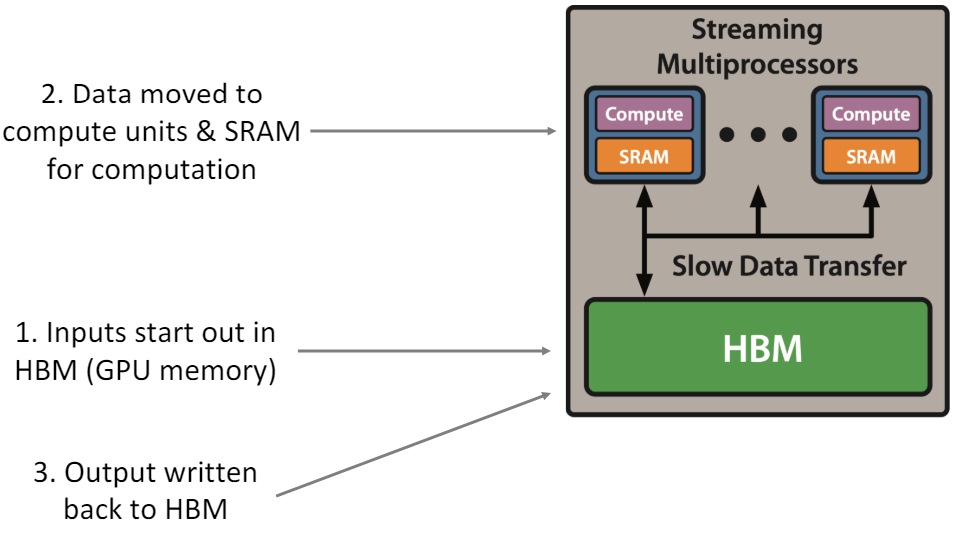 Streaming
Multiprocessors
2. Data moved to
compute units & SRAM
for computation
Compute
SRAM
Compute
SRAM
Slow Data Transfer
1. Inputs start out in
HBM (GPU memory)
HBM
3. Output written
back to HBM